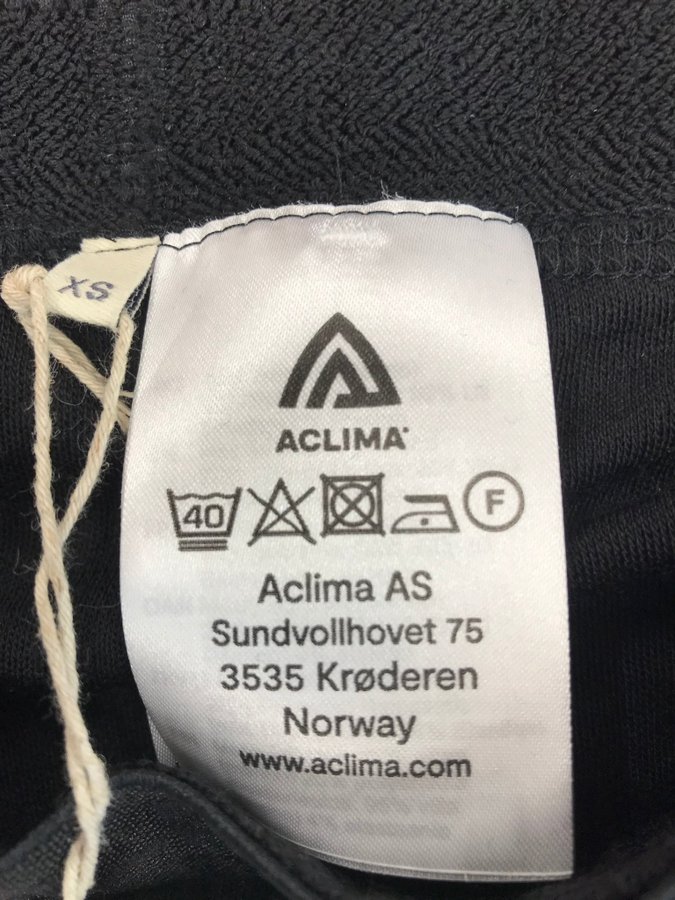 XS
ACLIMA
40
F
Aclima AS
Sundvollhovet 75
3535 Krøderen
Norway
www.aclima.com